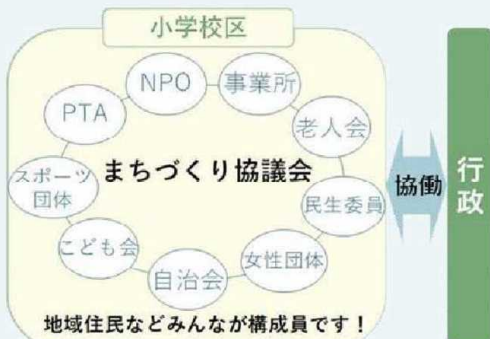 小学校区
NPO
事業所
PTA
老人会
スポーツ
団体
まちづくり協議会
民生委員
こども会
女性団体
自治会
地域住民などみんなが構成員です！
協働
行政